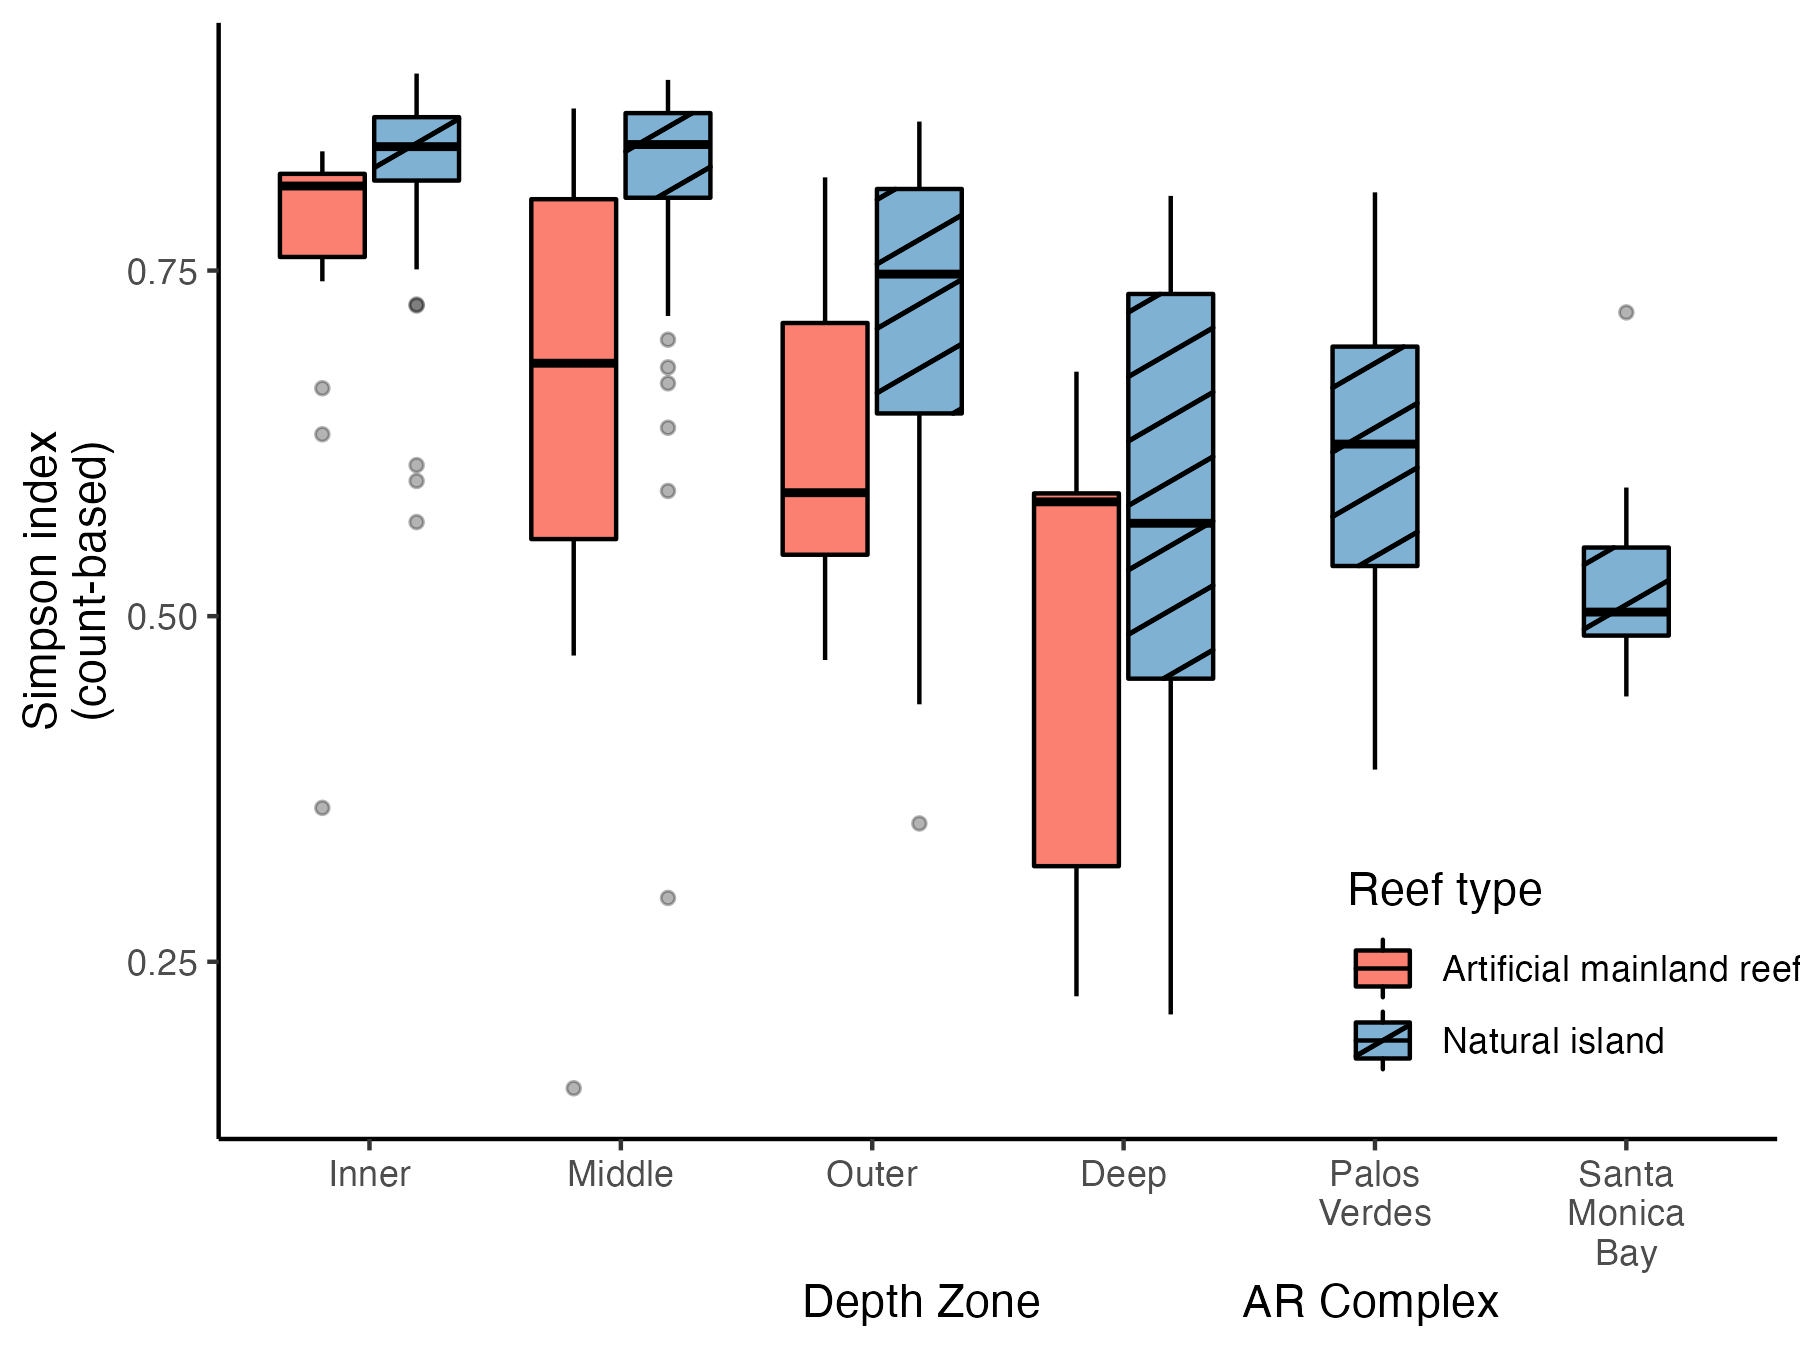 Simpson index
(count-based)
0.75
0.50
0.25
Inner
Middle
Outer
Deep
Palos
Verdes
Santa
Monica
Bay
Depth Zone
AR Complex
Reef type
Artificial mainland reef
Natural island